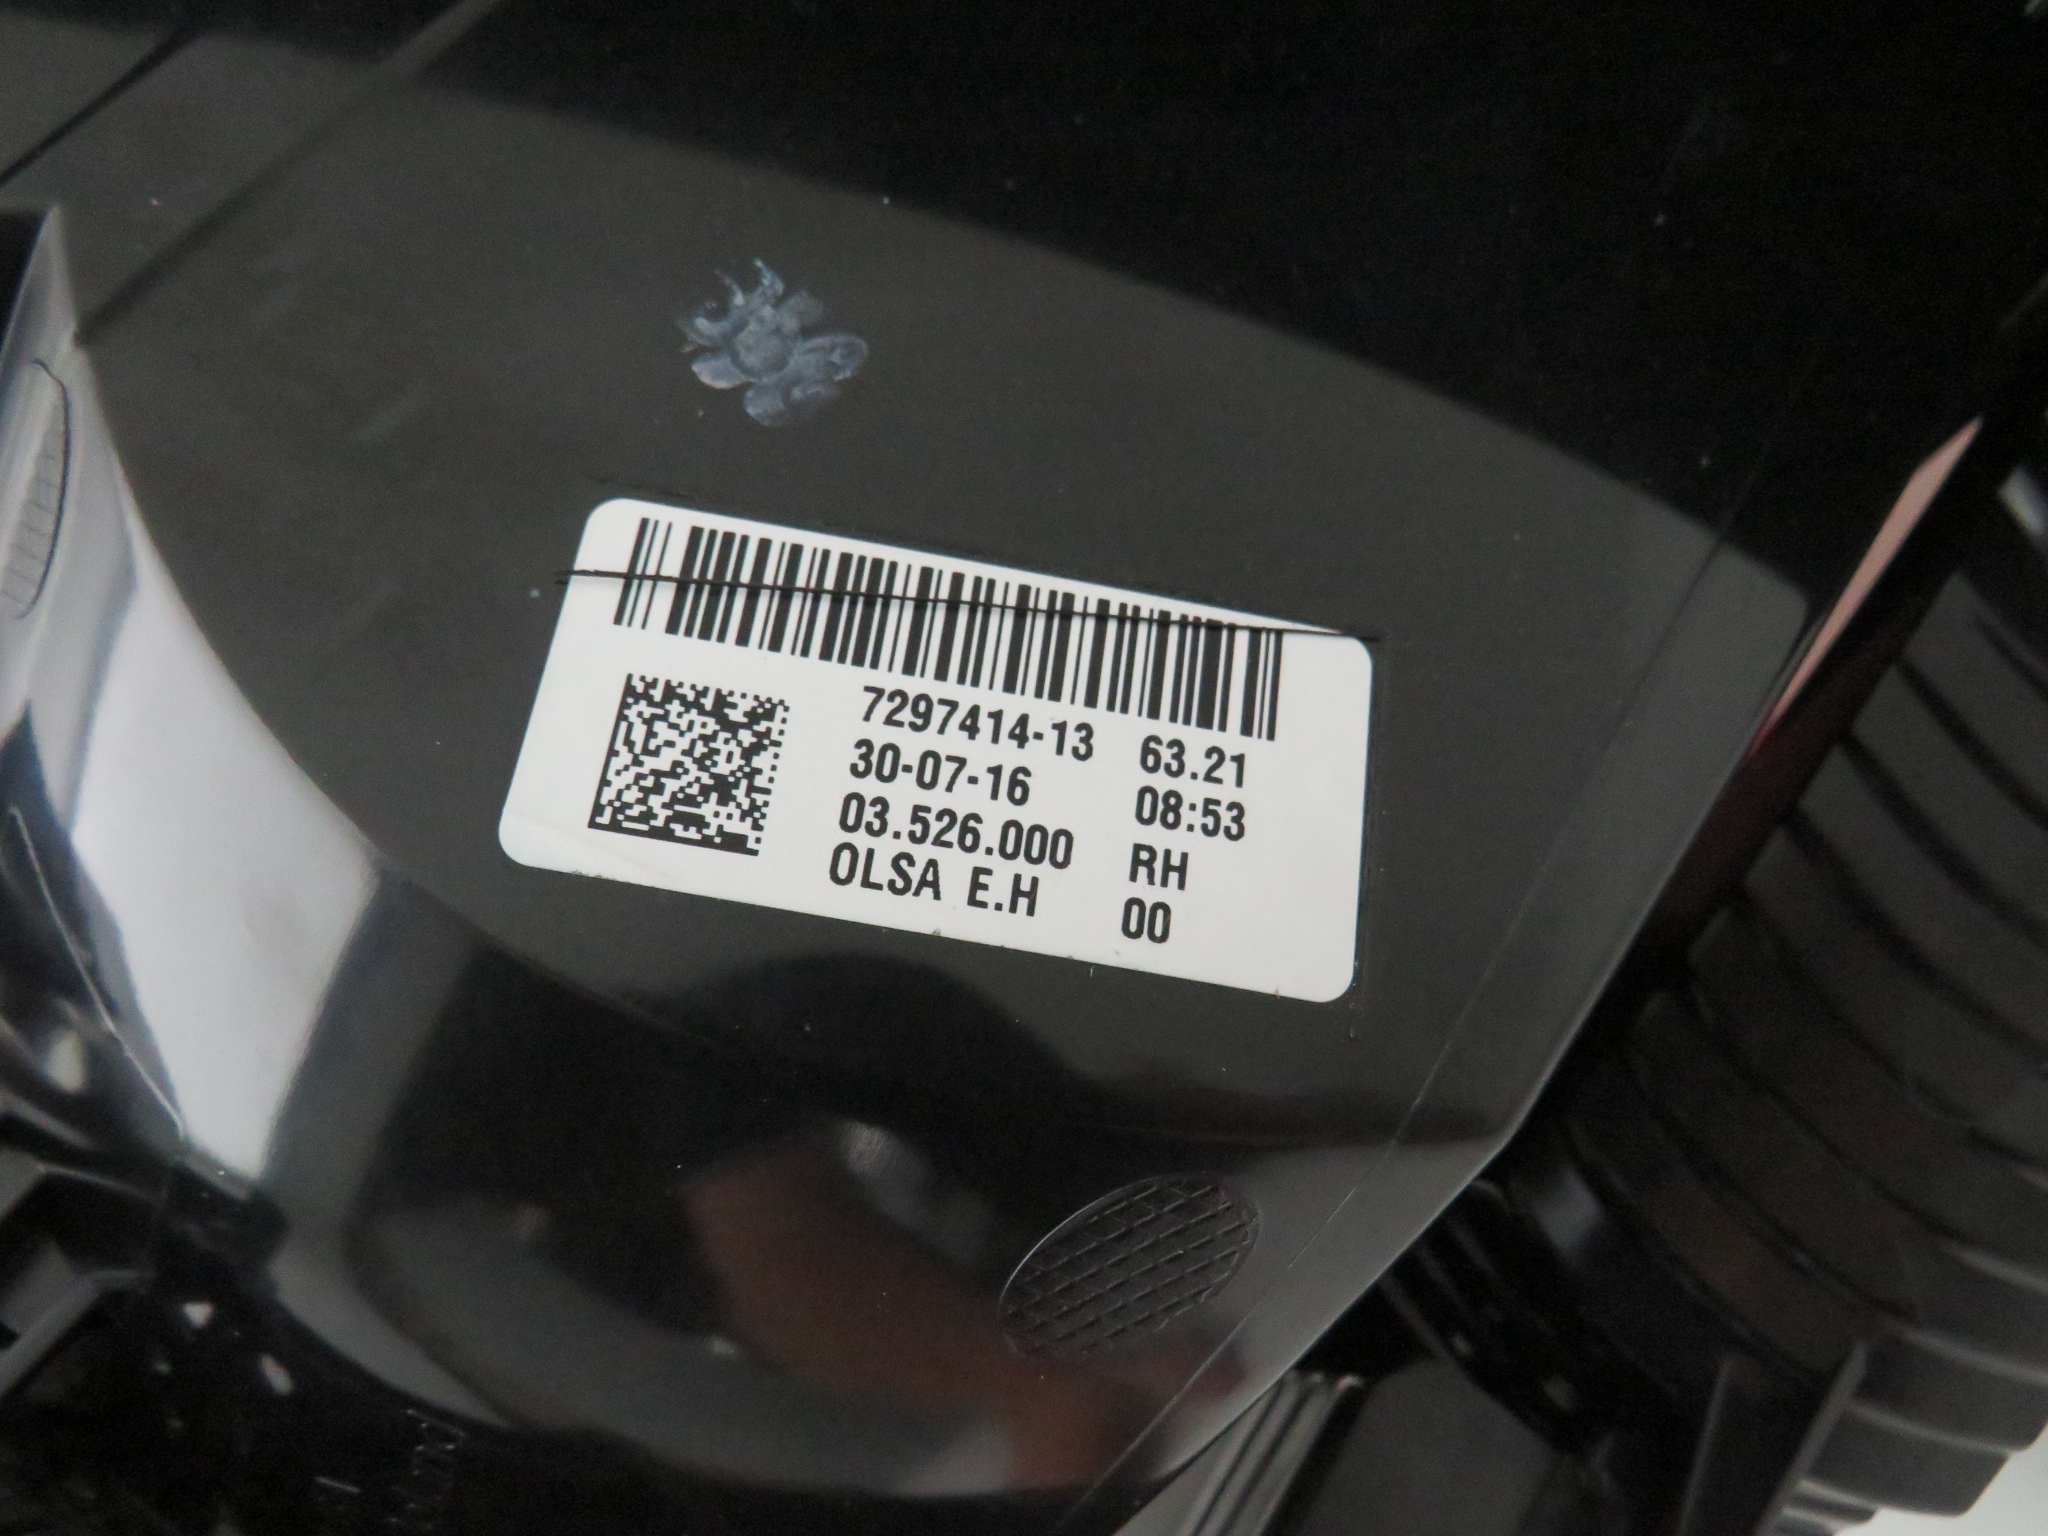 7297414-13 63.21
30-07-16 08:53
03.526.000 RH
OLSA E.H 00